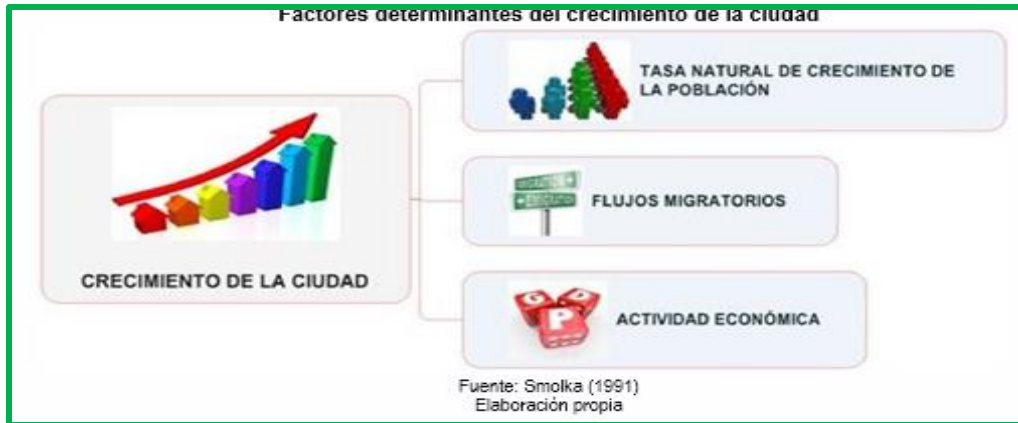 Factores determinantes del crecimiento de la ciudad
TASA NATURAL DE CRECIMIENTO DE
LA POBLACIÓN
FLUJOS MIGRATORIOS
CRECIMIENTO DE LA CIUDAD
G D
P
ACTIVIDAD ECONÓMICA
Fuente: Smolka (1991)
Elaboración propia